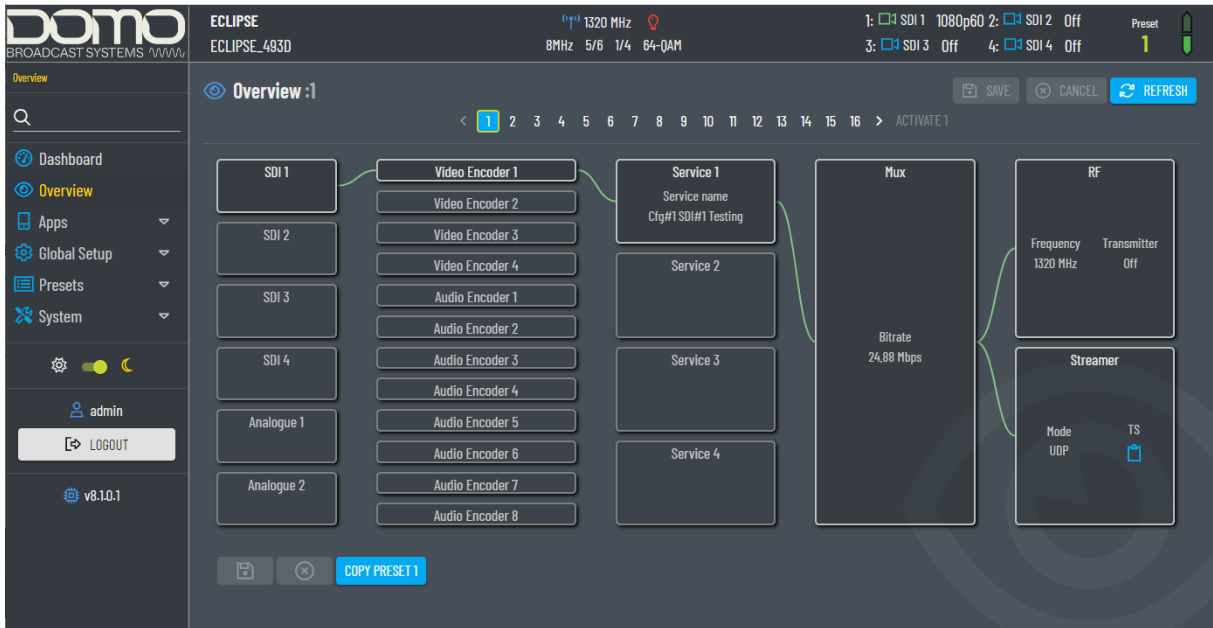 DOMO
BROADCAST SYSTEMS
ECLIPSE
ECLIPSE_493D
1320 MHz
8MHz 5/6 1/4 64-QAM
1: SDI 1 1080p60 2: SDI 2 Off
3: SDI 3 Off 4: SDI 4 Off
Preset
1
Overview
Dashboard
Overview
Apps
Global Setup
Presets
System
admin
LOGOUT
v8.1.0.1
Overview :1
SAVE CANCEL REFRESH
< 1 2 3 4 5 6 7 8 9 10 11 12 13 14 15 16 > ACTIVATE 1
SDI 1
SDI 2
SDI 3
SDI 4
Analogue 1
Analogue 2
Video Encoder 1
Video Encoder 2
Video Encoder 3
Video Encoder 4
Audio Encoder 1
Audio Encoder 2
Audio Encoder 3
Audio Encoder 4
Audio Encoder 5
Audio Encoder 6
Audio Encoder 7
Audio Encoder 8
Service 1
Service name
Cfg#1 SDI#1 Testing
Service 2
Service 3
Service 4
Mux
Bitrate
24.88 Mbps
RF
Frequency Transmitter
1320 MHz Off
Streamer
Mode TS
UDP
COPY PRESET 1